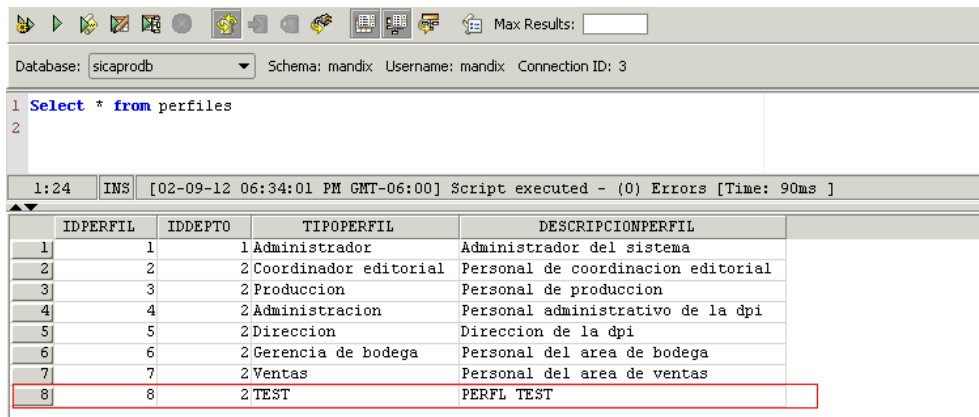 Max Results:
Database: sicaprodb Schema: mandix Username: mandix Connection ID: 3
1 Select * from perfiles
2
1:24 INS [02-09-12 06:34:01 PM GMT-06:00] Script executed - (0) Errors [Time: 90ms ]
IDPERFIL IDDEPTO TIPOPERFIL DESCRIPCIONPERFIL
1 1 1 Administrador Administrador del sistema
2 2 2 Coordinador editorial Personal de coordinacion editorial
3 3 2 Produccion Personal de produccion
4 4 2 Administracion Personal administrativo de la dpi
5 5 2 Direccion Direccion de la dpi
6 6 2 Gerencia de bodega Personal del area de bodega
7 7 2 Ventas Personal del area de ventas
8 8 2 TEST PERFL TEST